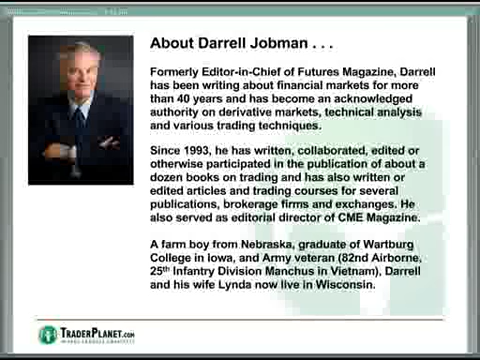 About Darrell Jobman . . .
Formerly Editor-in-Chief of Futures Magazine, Darrell
has been writing about financial markets for more
than 40 years and has become an acknowledged
authority on derivative markets, technical analysis
and various trading techniques.
Since 1993, he has written, collaborated, edited or
otherwise participated in the publication of about a
dozen books on trading and has also written or
edited articles and trading courses for several
publications, brokerage firms and exchanges. He
also served as editorial director of CME Magazine.
A farm boy from Nebraska, graduate of Wartburg
College in Iowa, and Army veteran (82nd Airborne,
25th Infantry Division Manchus in Vietnam), Darrell
and his wife Lynda now live in Wisconsin.
TRADERPLANET.COM